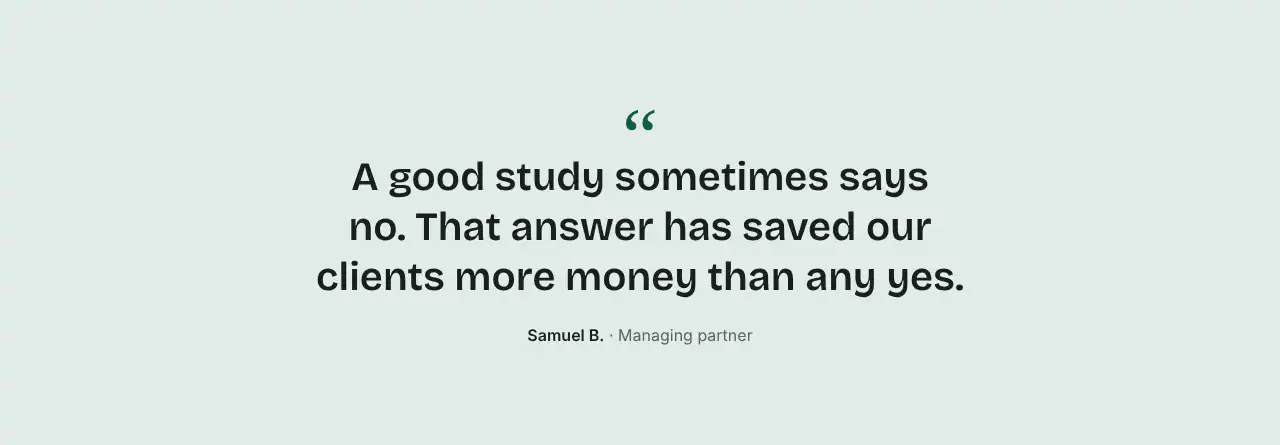 “
A good study sometimes says
no. That answer has saved our
clients more money than any yes.
Samuel B. · Managing partner